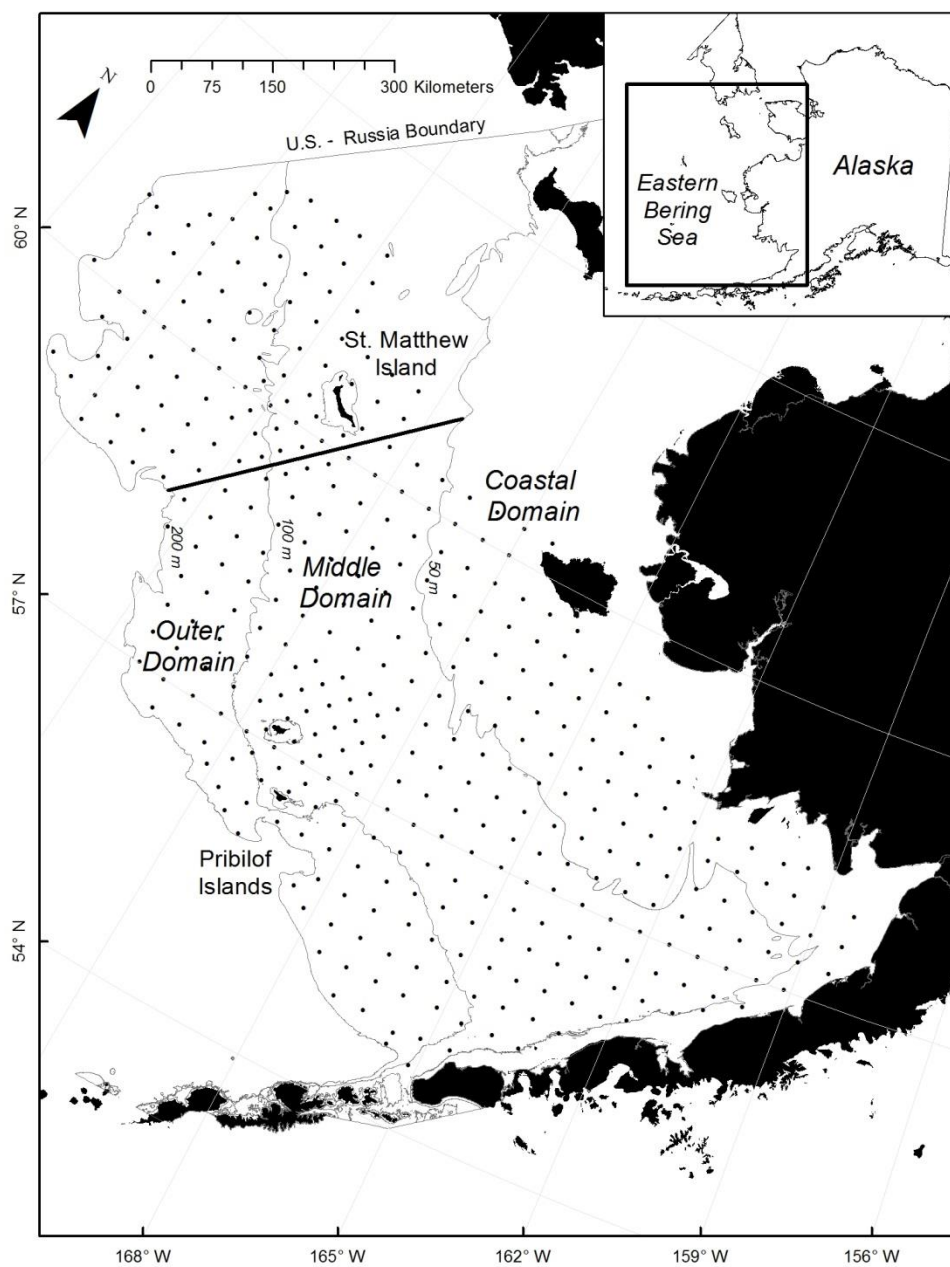 N
0 75 150 300 Kilometers
U.S. - Russia Boundary
Alaska
Eastern
Bering
Sea
60° N
St. Matthew
Island
Coastal
Domain
200 m
100 m
Middle
Domain
50 m
57° N
Outer
Domain
Pribilof
Islands
54° N
168° W 165° W 162° W 159° W 156° W